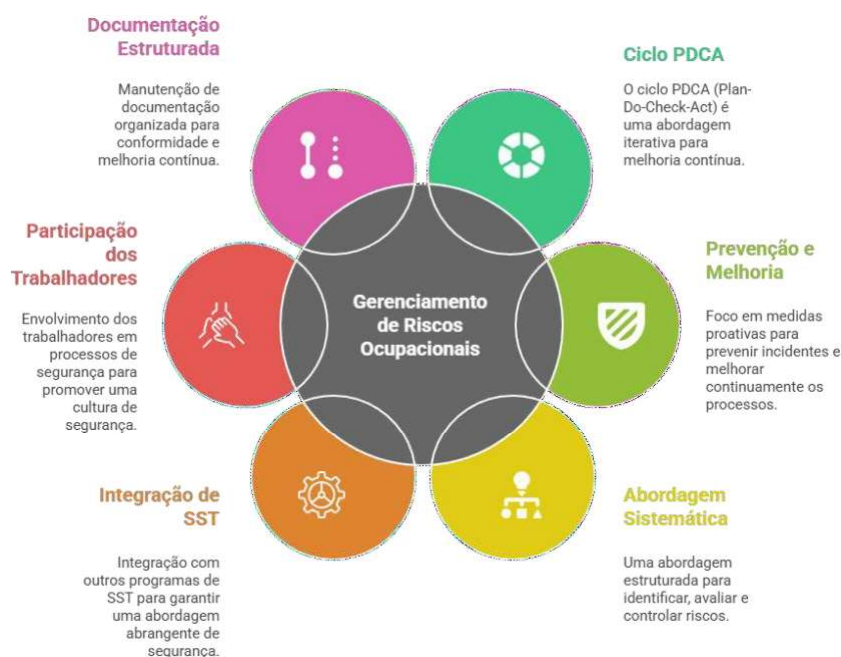 Documentação
Estruturada
Manutenção de
documentação
organizada para
conformidade e
melhoria contínua.
Ciclo PDCA
O ciclo PDCA (Plan-
Do-Check-Act) é
uma abordagem
iterativa para
melhoria contínua.
Participação
dos
Trabalhadores
Envolvimento dos
trabalhadores em
processos de
segurança para
promover uma
cultura de
segurança.
Gerenciamento
de Riscos
Ocupacionais
Prevenção e
Melhoria
Foco em medidas
proativas para
prevenir incidentes e
melhorar
continuamente os
processos.
Integração de
SST
Integração com
outros programas de
SST para garantir
uma abordagem
abrangente de
segurança.
Abordagem
Sistemática
Uma abordagem
estruturada para
identificar, avaliar e
controlar riscos.